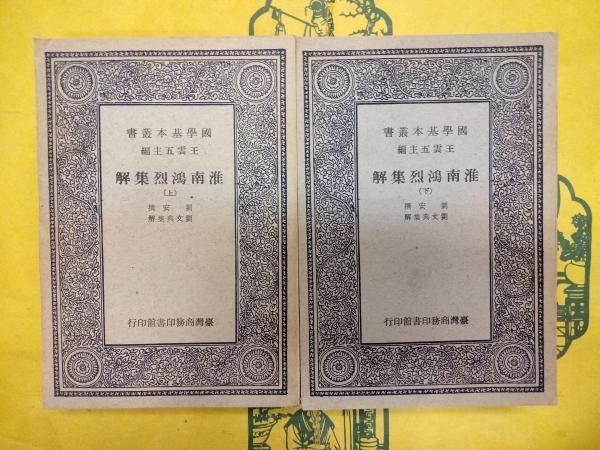 國學基本叢書
王雲五主編
淮南鴻烈集解
(上)
劉安撰
劉文典集解
臺灣商務印書館印行
國學基本叢書
王雲五主編
淮南鴻烈集解
(下)
劉安撰
劉文典集解
臺灣商務印書館印行